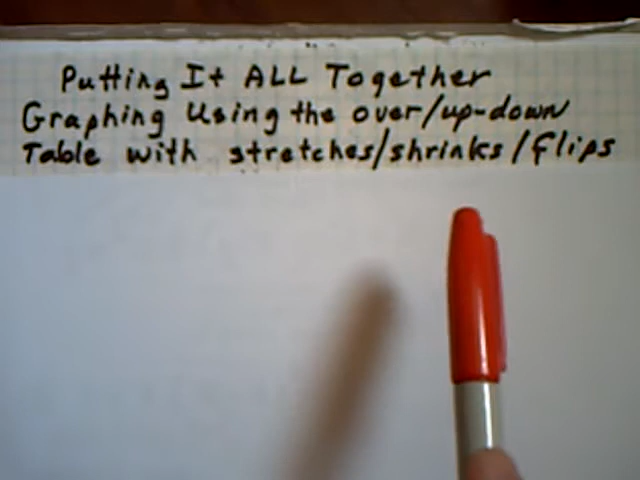 Putting It ALL Together
Graphing Using the over/up-down
Table with stretches/shrinks/flips